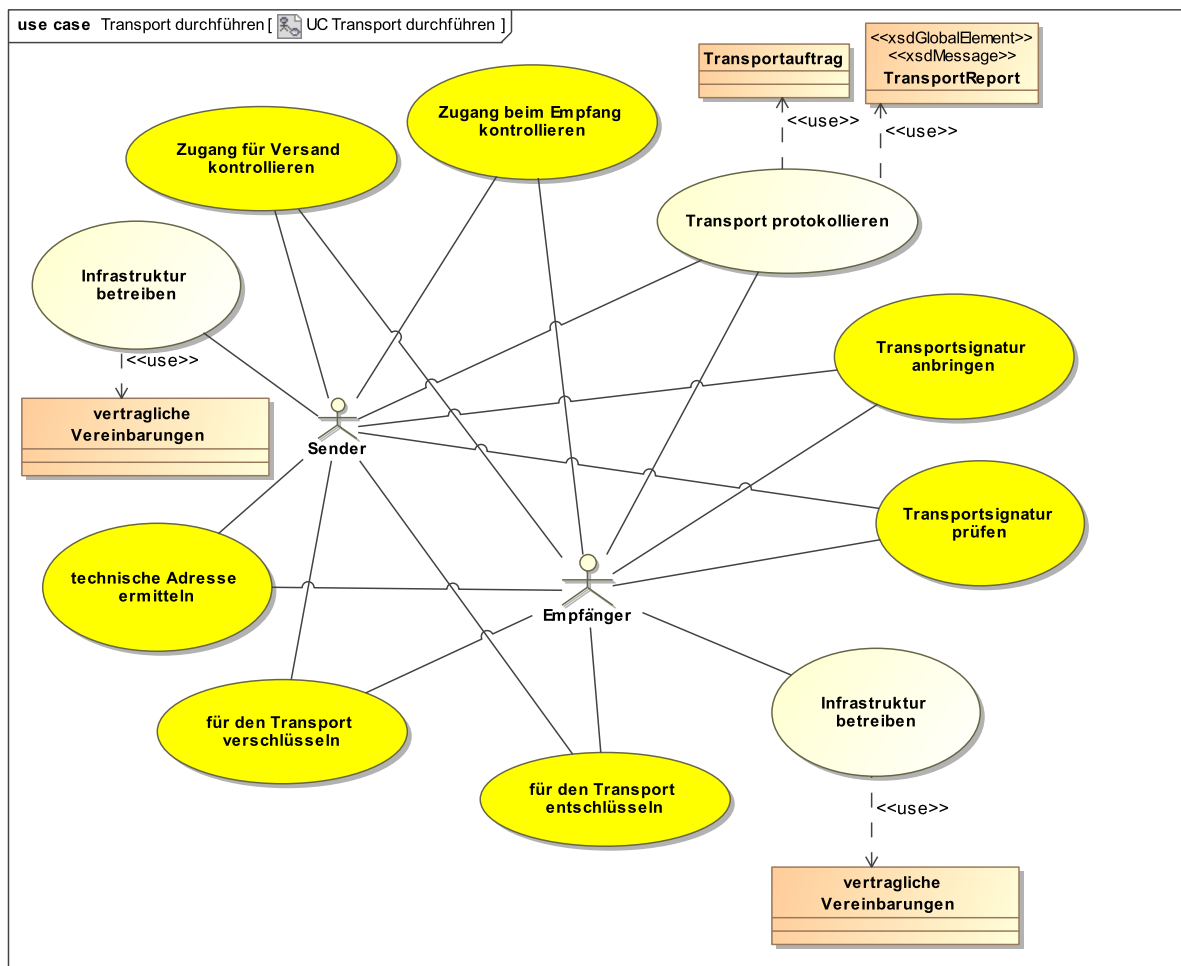 use case Transport durchführen [ UC Transport durchführen ]
<<xsdGlobalElement>>
<<xsdMessage>>
TransportReport
Transportauftrag
<<use>>
<<use>>
Zugang beim Empfang
kontrollieren
Zugang für Versand
kontrollieren
Transport protokollieren
Infrastruktur
betreiben
<<use>>
Transportsignatur
anbringen
vertragliche
Vereinbarungen
Sender
Transportsignatur
prüfen
technische Adresse
ermitteln
Empfänger
für den Transport
verschlüsseln
Infrastruktur
betreiben
für den Transport
entschlüsseln
<<use>>
vertragliche
Vereinbarungen